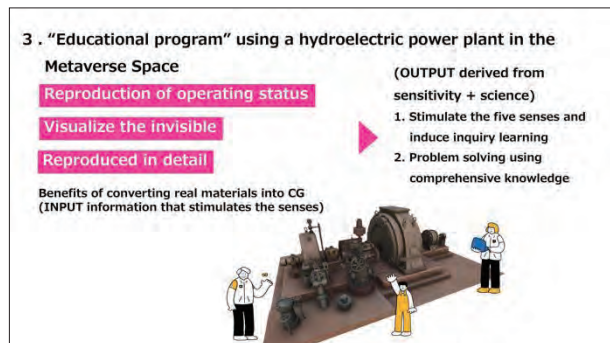 3 . “Educational program” using a hydroelectric power plant in the
Metaverse Space
Reproduction of operating status
Visualize the invisible
Reproduced in detail
Benefits of converting real materials into CG
(INPUT information that stimulates the senses)
(OUTPUT derived from
sensitivity + science)
1. Stimulate the five senses and
induce inquiry learning
2. Problem solving using
comprehensive knowledge